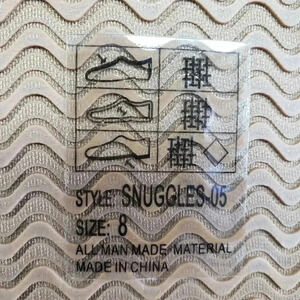 STYLE: SNUGGLES-05
SIZE: 8
ALL MAN MADE MATERIAL
MADE IN CHINA